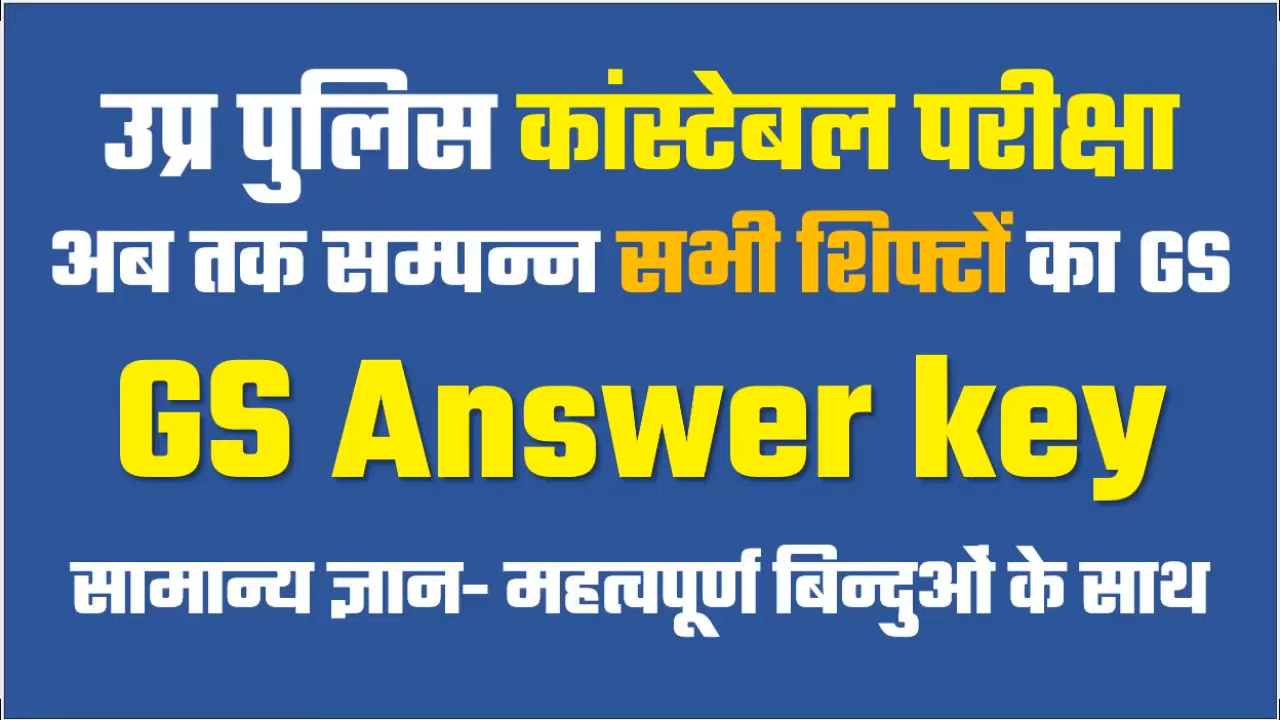 उप्र पुलिस कांस्टेबल परीक्षा
अब तक सम्पन्न सभी शिफ्टों का GS
GS Answer key
सामान्य ज्ञान- महत्वपूर्ण बिन्दुओं के साथ